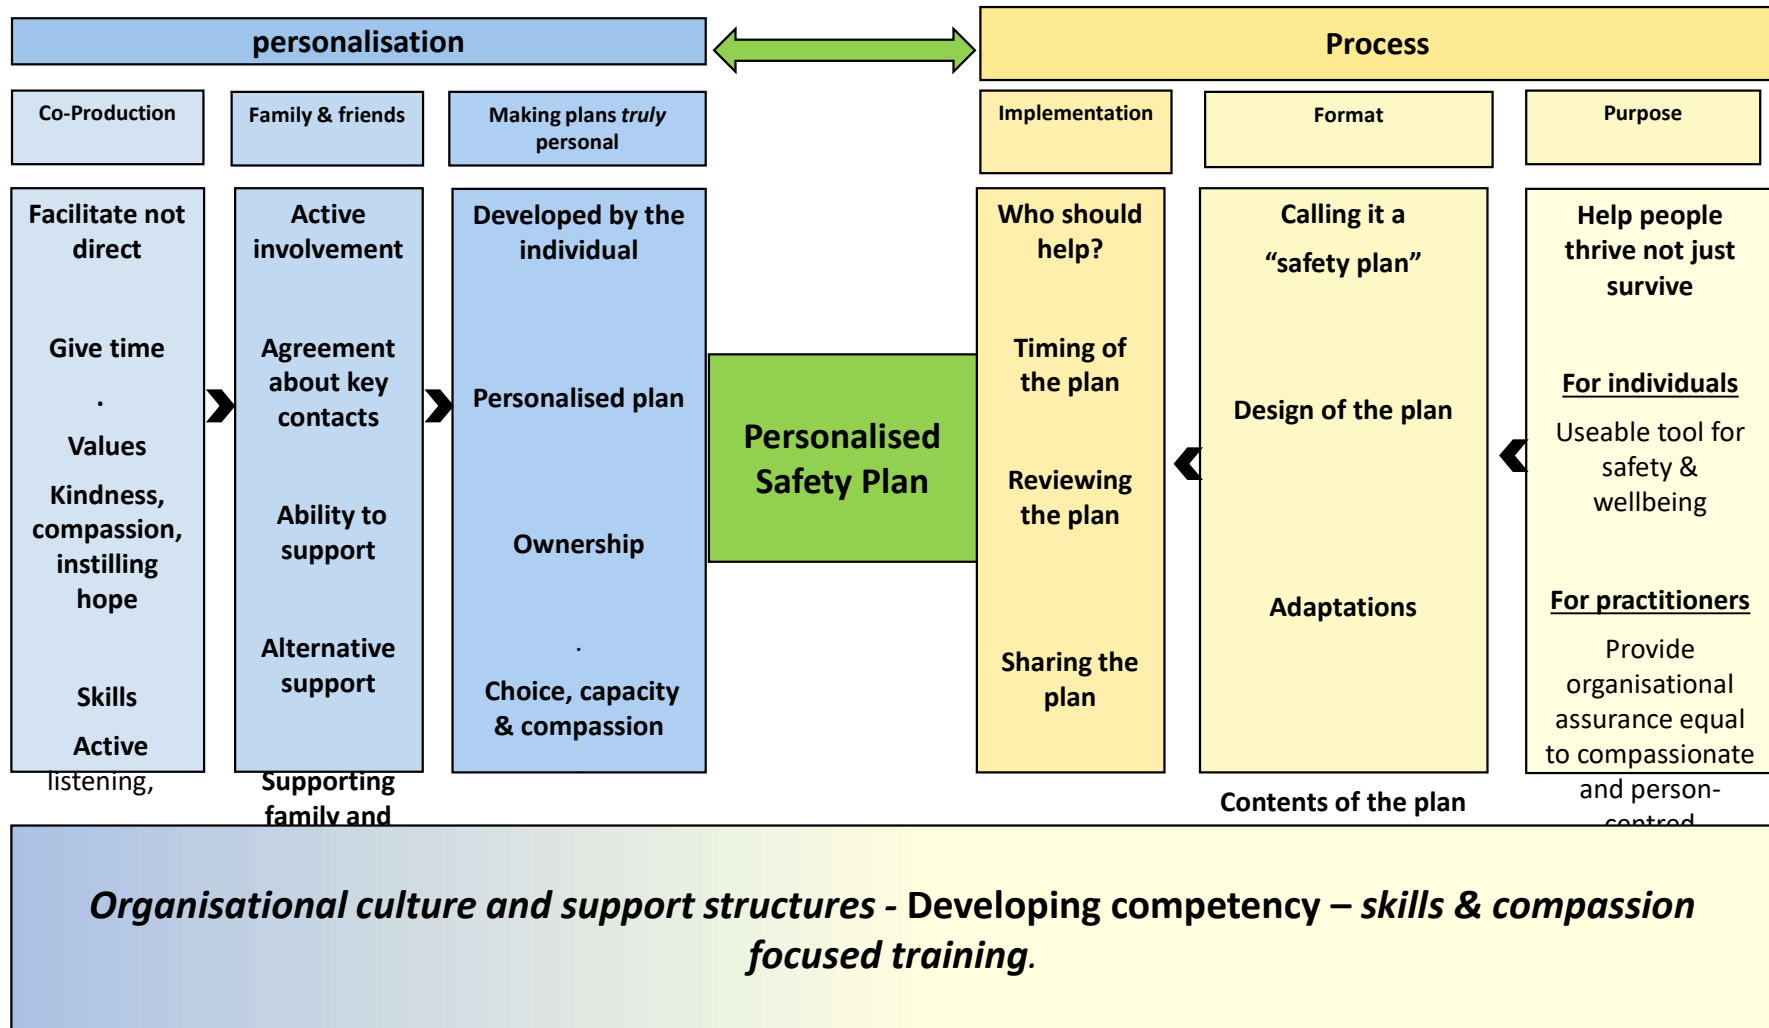 personalisation
Process
Co-Production
Family & friends
Making plans truly
personal
Implementation
Format
Purpose
Facilitate not
direct
Give time
.
Values
Kindness,
compassion,
instilling
hope
Skills
Active
listening,
Active
involvement
Agreement
about key
contacts
Ability to
support
Alternative
support
Supporting
family and
Developed by the
individual
Personalised plan
Ownership
.
Choice, capacity
& compassion
Personalised
Safety Plan
Who should
help?
Timing of
the plan
Reviewing
the plan
Sharing the
plan
Calling it a
“safety plan”
Design of the plan
Adaptations
Contents of the plan
Help people
thrive not just
survive
For individuals
Useable tool for
safety &
wellbeing
For practitioners
Provide
organisational
assurance equal
to compassionate
and person-
centred
Organisational culture and support structures - Developing competency – skills & compassion
focused training.